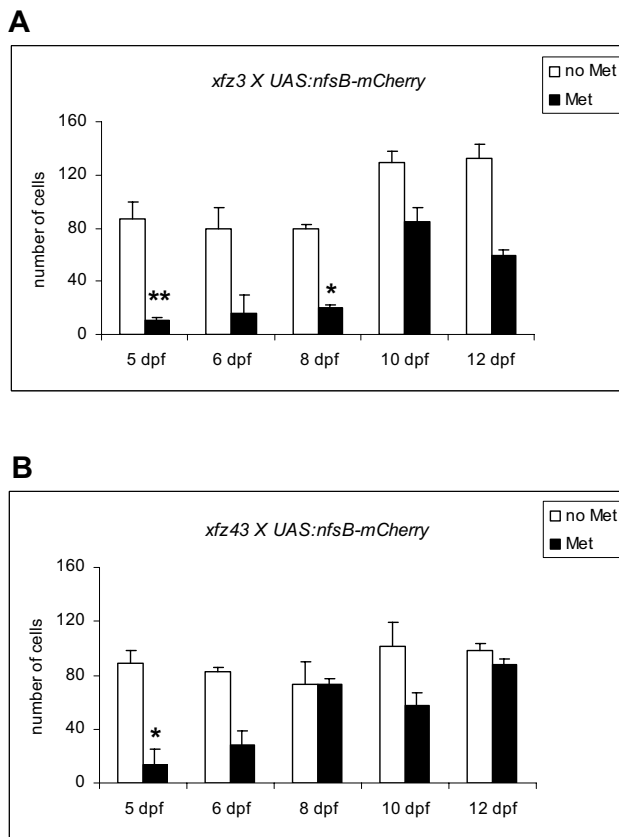 A
xfz3 X UAS:nfsB-mCherry
no Met
Met
number of cells
160
120
80
40
0
**
*
5 dpf 6 dpf 8 dpf 10 dpf 12 dpf
B
xfz43 X UAS:nfsB-mCherry
no Met
Met
number of cells
160
120
80
40
0
*
5 dpf 6 dpf 8 dpf 10 dpf 12 dpf